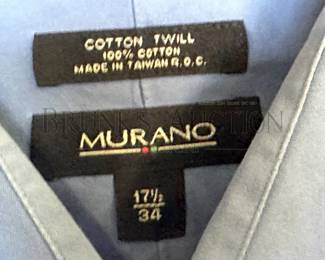 COTTON TWILL
100% COTTON
MADE IN TAIWAN R.O.C.
MURANO
17½
34